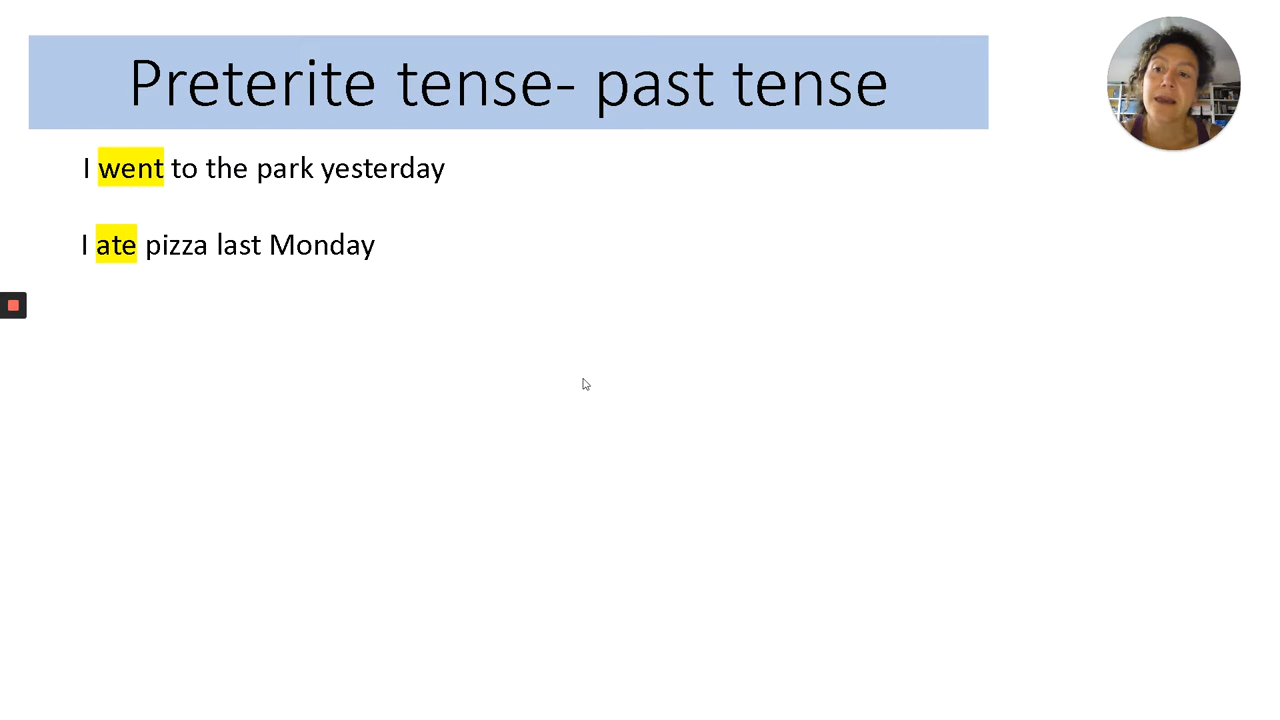 Preterite tense- past tense
I went to the park yesterday
I ate pizza last Monday